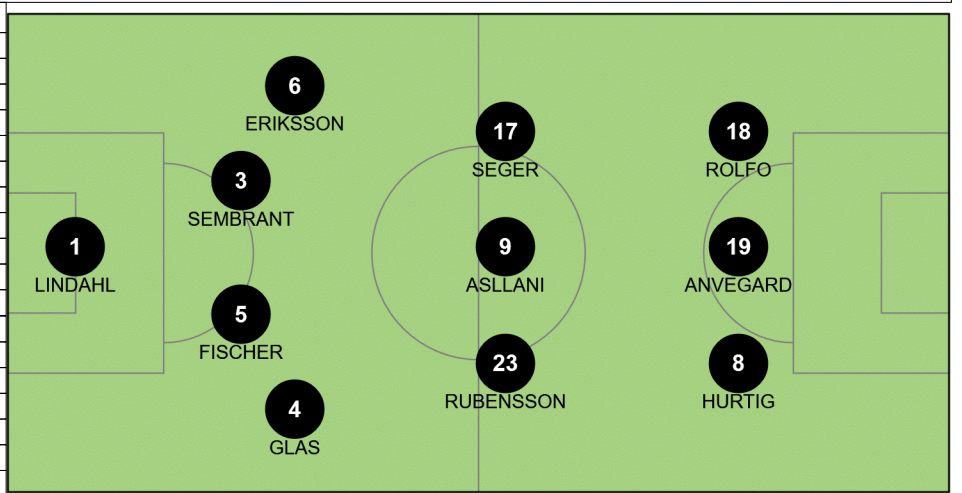 6
ERIKSSON
17
SEGER
18
ROLFO
3
SEMBRANT
1
LINDAHL
9
ASLLANI
19
ANVEGARD
5
FISCHER
23
RUBENSSON
8
HURTIG
4
GLAS